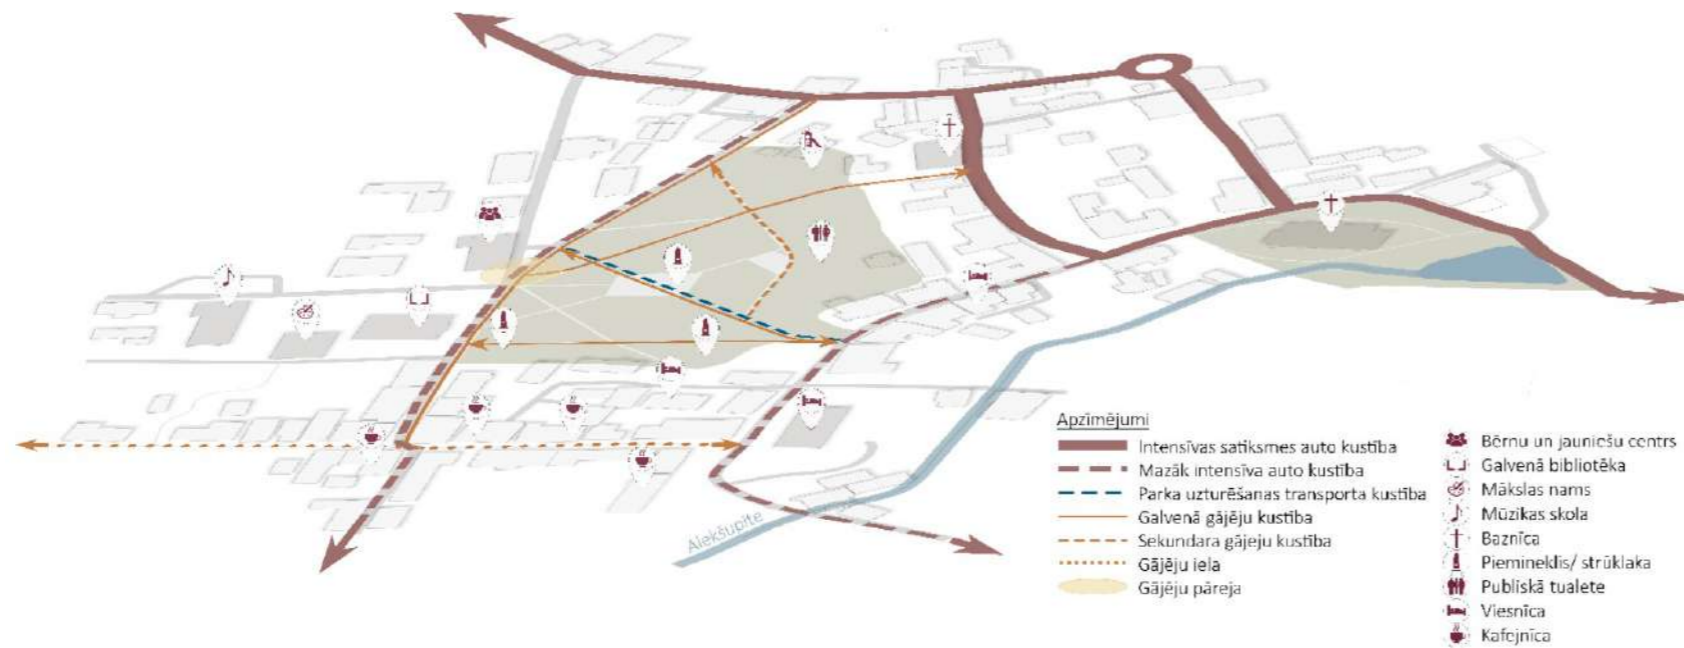 Alekšupīte
Apzīmējumi
Intensīvas satiksmes auto kustība
Mazāk intensīva auto kustība
Parka uzturēšanas transporta kustība
Galvenā gājēju kustība
Sekundara gājeju kustība
Gājēju iela
Gājēju pāreja
Bērnu un jauniešu centrs
Galvenā bibliotēka
Mākslas nams
Mūzikas skola
Baznīca
Piemineklis/ strūklaka
Publiskā tualete
Viesnīca
Kafejnīca